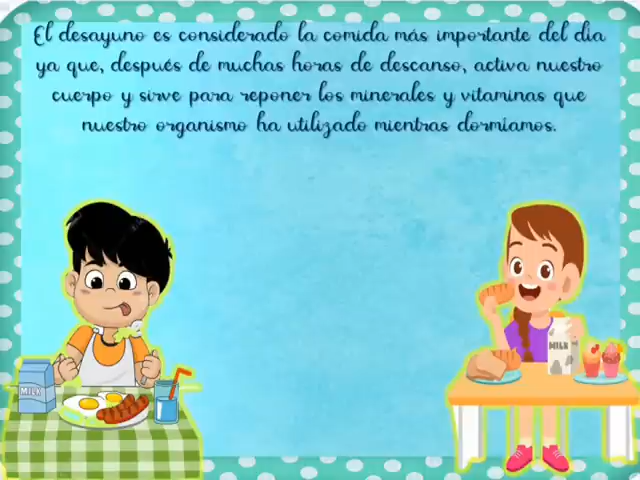 El desayuno es considerado la comida más importante del día
ya que, después de muchas horas de descanso, activa nuestro
cuerpo y sirve para reponer los minerales y vitaminas que
nuestro organismo ha utilizado mientras dormíamos.
MILK
MILK